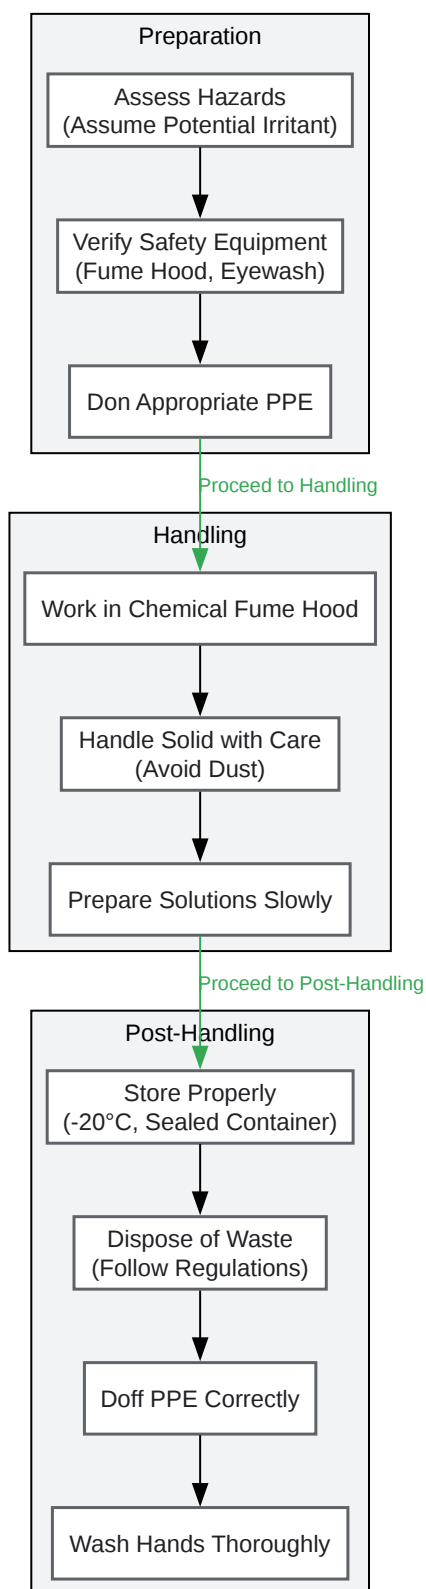 Preparation
Assess Hazards
(Assume Potential Irritant)
Verify Safety Equipment
(Fume Hood, Eyewash)
Don Appropriate PPE
Proceed to Handling
Handling
Work in Chemical Fume Hood
Handle Solid with Care
(Avoid Dust)
Prepare Solutions Slowly
Proceed to Post-Handling
Post-Handling
Store Properly
(-20°C, Sealed Container)
Dispose of Waste
(Follow Regulations)
Doff PPE Correctly
Wash Hands Thoroughly